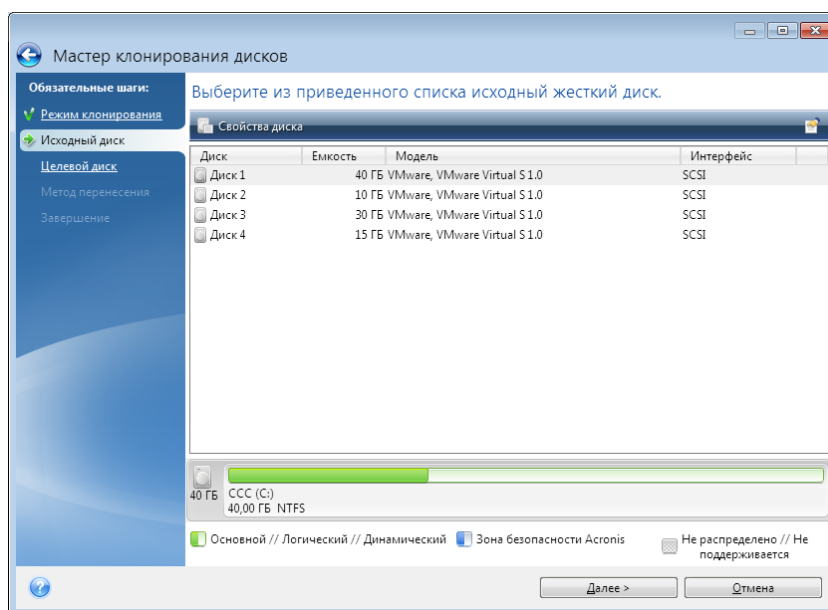 Мастер клонирования дисков
Обязательные шаги:
Режим клонирования
Исходный диск
Целевой диск
Метод перенесения
Завершение
Выберите из приведенного списка исходный жесткий диск.
Свойства диска
Диск Емкость Модель Интерфейс
Диск 1 40 ГБ VMware, VMware Virtual S 1.0 SCSI
Диск 2 10 ГБ VMware, VMware Virtual S 1.0 SCSI
Диск 3 30 ГБ VMware, VMware Virtual S 1.0 SCSI
Диск 4 15 ГБ VMware, VMware Virtual S 1.0 SCSI
40 ГБ
CCC (C:)
40,00 ГБ NTFS
Основной // Логический // Динамический
Зона безопасности Acronis
Не распределено // Не
поддерживается
Далее >
Отмена